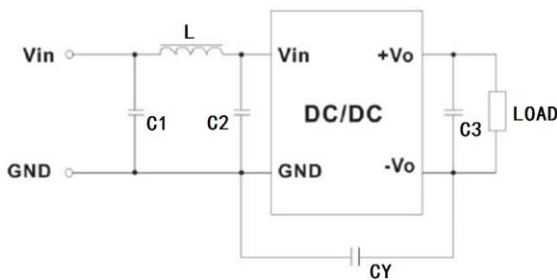 L
Vin
Vin
+Vo
C1
C2
DC/DC
C3
LOAD
GND
GND
-Vo
CY